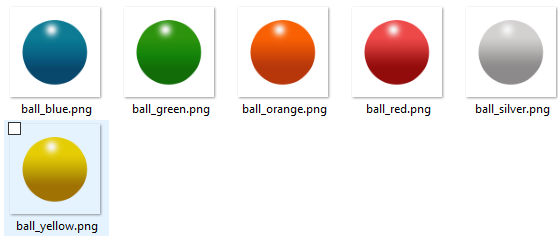 ball_blue.png
ball_green.png
ball_orange.png
ball_red.png
ball_silver.png
ball_yellow.png